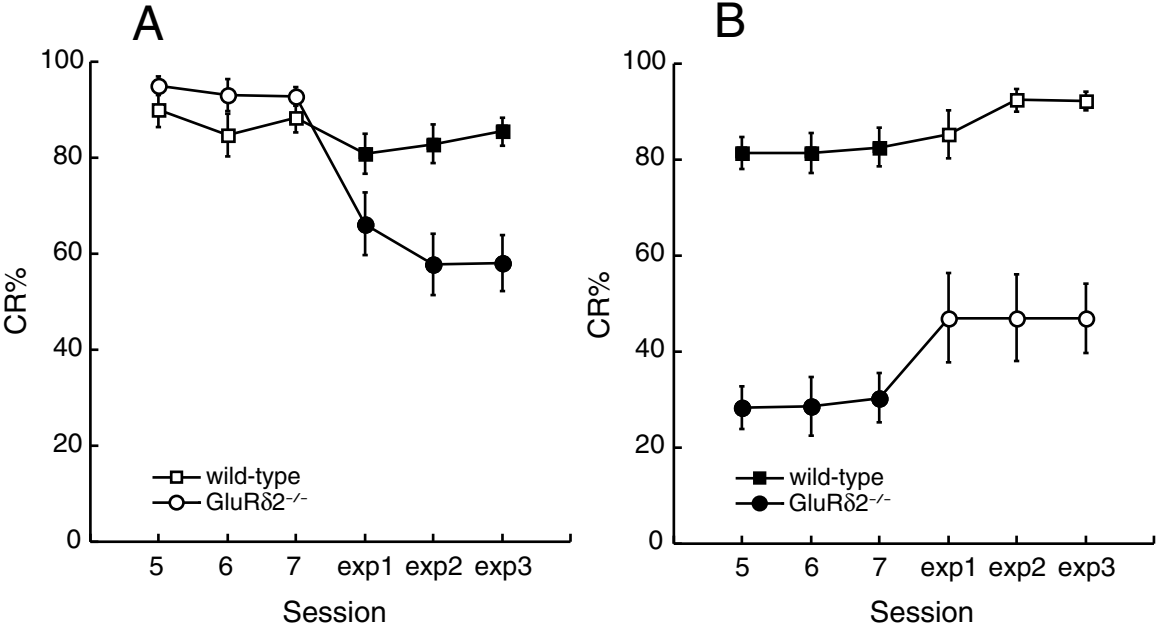 A
100
80
60
40
20
0
CR%
wild-type
GluRδ2⁻ᐟ⁻
5 6 7 exp1 exp2 exp3
Session
B
100
80
60
40
20
0
CR%
wild-type
GluRδ2⁻ᐟ⁻
5 6 7 exp1 exp2 exp3
Session